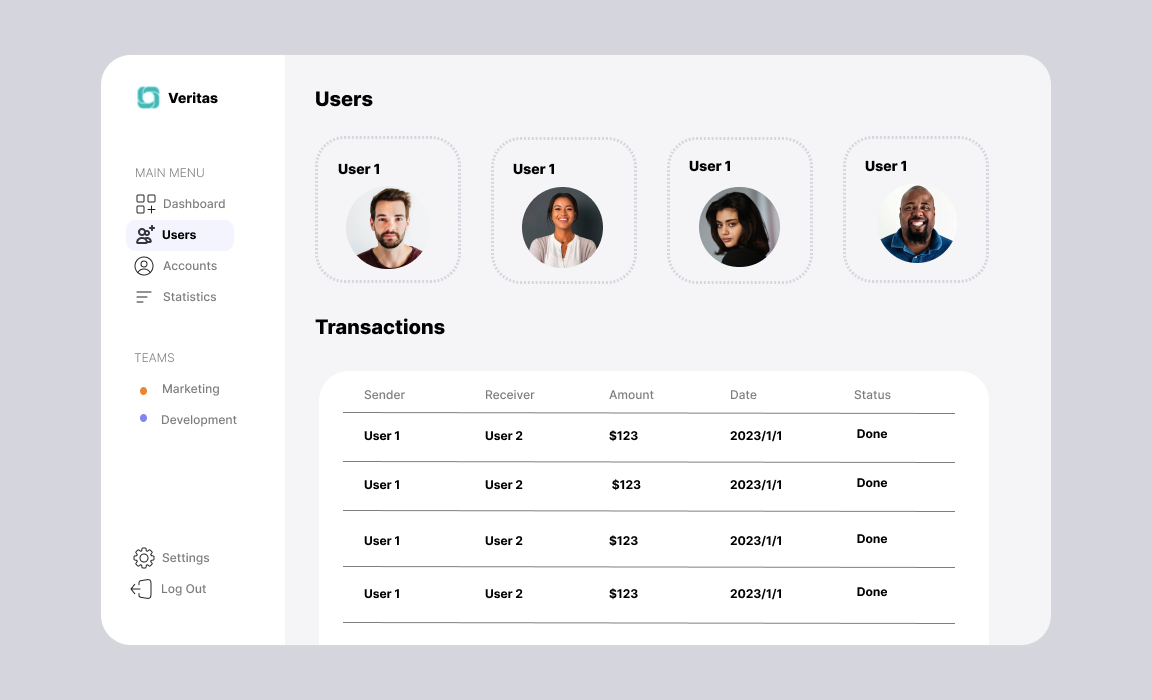 Veritas
MAIN MENU
Dashboard
Users
Accounts
Statistics
TEAMS
Marketing
Development
Settings
Log Out
Users
User 1 User 1 User 1 User 1
Transactions
Sender Receiver Amount Date Status
User 1 User 2 $123 2023/1/1 Done
User 1 User 2 $123 2023/1/1 Done
User 1 User 2 $123 2023/1/1 Done
User 1 User 2 $123 2023/1/1 Done